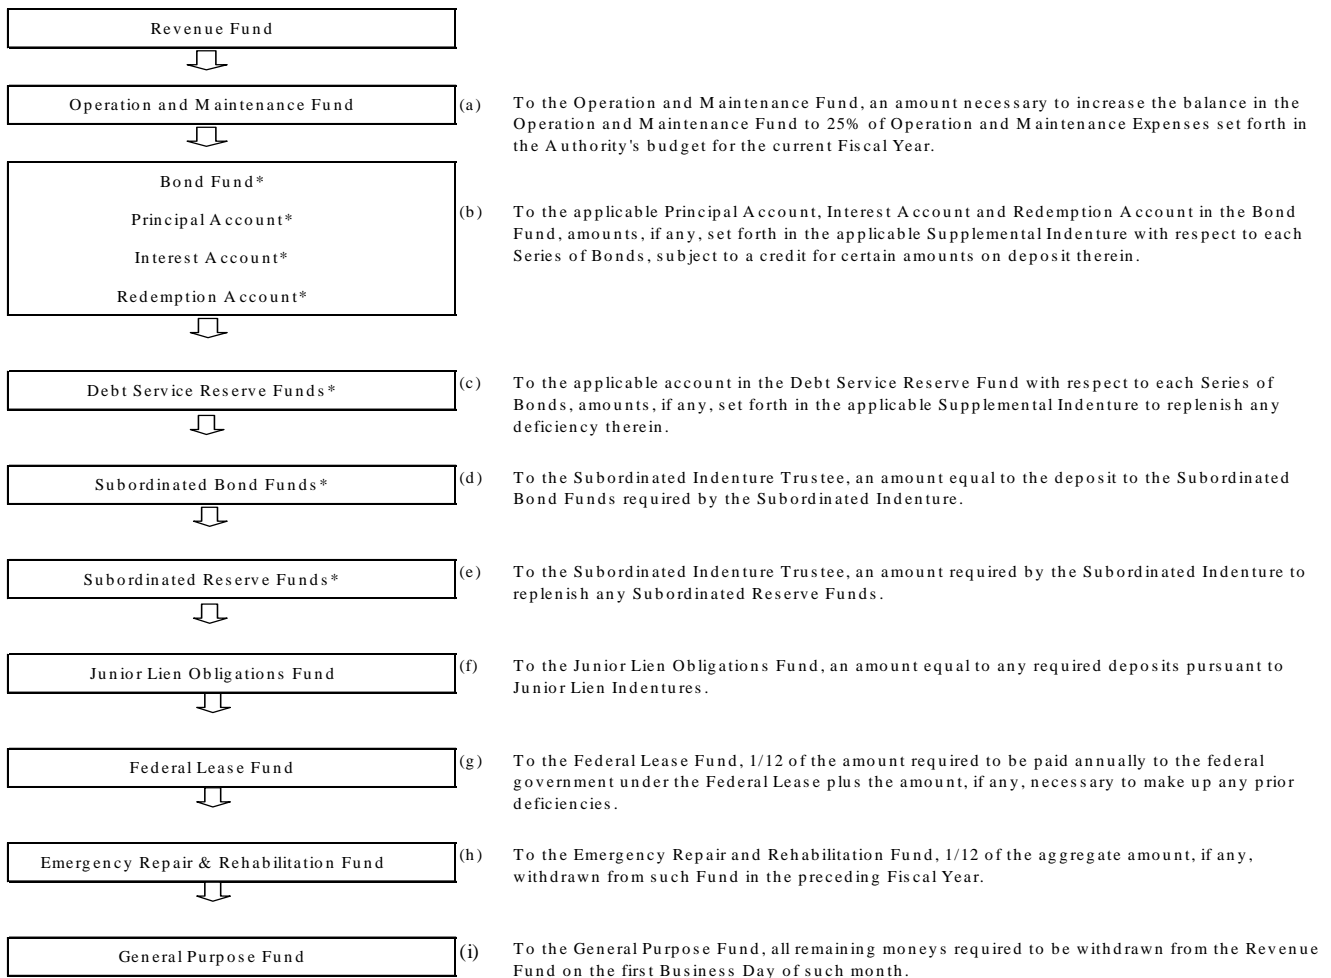 Revenue Fund
Operation and Maintenance Fund
(a) To the Operation and Maintenance Fund, an amount necessary to increase the balance in the
Operation and Maintenance Fund to 25% of Operation and Maintenance Expenses set forth in
the Authority's budget for the current Fiscal Year.
Bond Fund*
Principal Account*
Interest Account*
Redemption Account*
(b) To the applicable Principal Account, Interest Account and Redemption Account in the Bond
Fund, amounts, if any, set forth in the applicable Supplemental Indenture with respect to each
Series of Bonds, subject to a credit for certain amounts on deposit therein.
Debt Service Reserve Funds*
(c) To the applicable account in the Debt Service Reserve Fund with respect to each Series of
Bonds, amounts, if any, set forth in the applicable Supplemental Indenture to replenish any
deficiency therein.
Subordinated Bond Funds*
(d) To the Subordinated Indenture Trustee, an amount equal to the deposit to the Subordinated
Bond Funds required by the Subordinated Indenture.
Subordinated Reserve Funds*
(e) To the Subordinated Indenture Trustee, an amount required by the Subordinated Indenture to
replenish any Subordinated Reserve Funds.
Junior Lien Obligations Fund
(f) To the Junior Lien Obligations Fund, an amount equal to any required deposits pursuant to
Junior Lien Indentures.
Federal Lease Fund
(g) To the Federal Lease Fund, 1/12 of the amount required to be paid annually to the federal
government under the Federal Lease plus the amount, if any, necessary to make up any prior
deficiencies.
Emergency Repair & Rehabilitation Fund
(h) To the Emergency Repair and Rehabilitation Fund, 1/12 of the aggregate amount, if any,
withdrawn from such Fund in the preceding Fiscal Year.
General Purpose Fund
(i) To the General Purpose Fund, all remaining moneys required to be withdrawn from the Revenue
Fund on the first Business Day of such month.